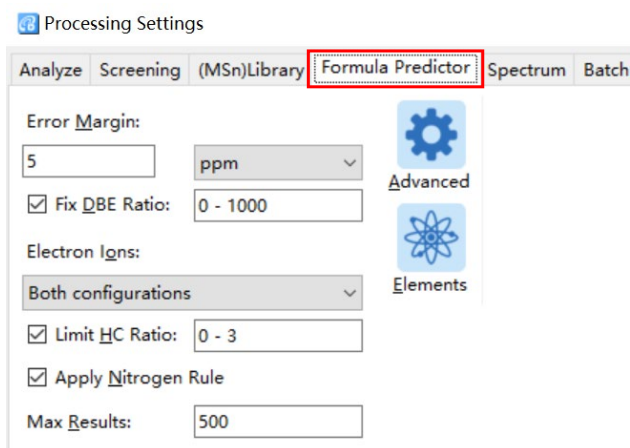 Processing Settings
Analyze Screening (MSn)Library Formula Predictor Spectrum Batch
Error Margin:
5 ppm
Advanced
Fix DBE Ratio: 0 - 1000
Electron Ions:
Both configurations
Elements
Limit HC Ratio: 0 - 3
Apply Nitrogen Rule
Max Results: 500